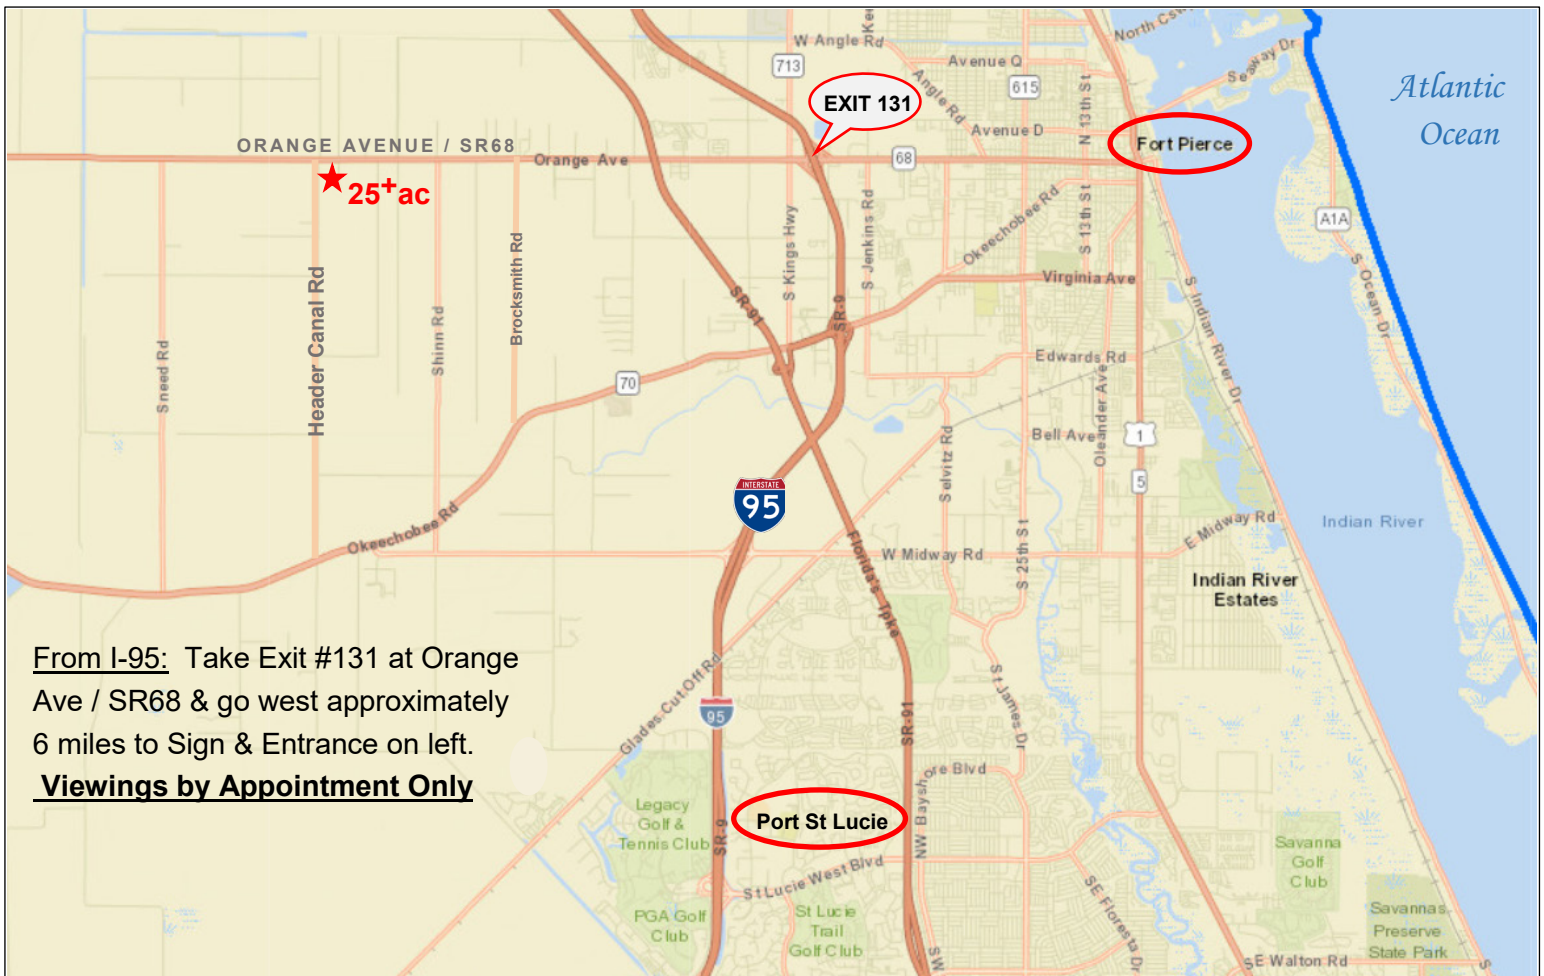 North Cswy
W Angle Rd
713
Avenue Q
Seaway Dr
Angle Rd
615
N 13th St
Atlantic
Ocean
EXIT 131
Avenue D
Fort Pierce
ORANGE AVENUE / SR68
Orange Ave
68
25+ac
Okeechobee Rd
S 13th St
A1A
S Kings Hwy
S Jenkins Rd
Virginia Ave
S Indian River Dr
S Ocean Dr
SR-91
SR-9
Header Canal Rd
Brocksmith Rd
Shinn Rd
Sneed Rd
Edwards Rd
70
Oleander Ave
Bell Ave
1
Selvitz Rd
5
INTERSTATE
95
Okeechobee Rd
E Midway Rd
Indian River
W Midway Rd
Florida's Tpke
S 25th St
Indian River
Estates
From I-95: Take Exit #131 at Orange
Ave / SR68 & go west approximately
6 miles to Sign & Entrance on left.
Viewings by Appointment Only
Glades Cut Off Rd
95
SR-91
St James Dr
NW Bayshore Blvd
Legacy
Golf &
Tennis Club
SR-9
Port St Lucie
St Lucie West Blvd
Savanna
Golf
Club
SE Floresta Dr
PGA Golf
Club
St Lucie
Trail
Golf Club
Savannas
Preserve
State Park
SW
SE Walton Rd
S